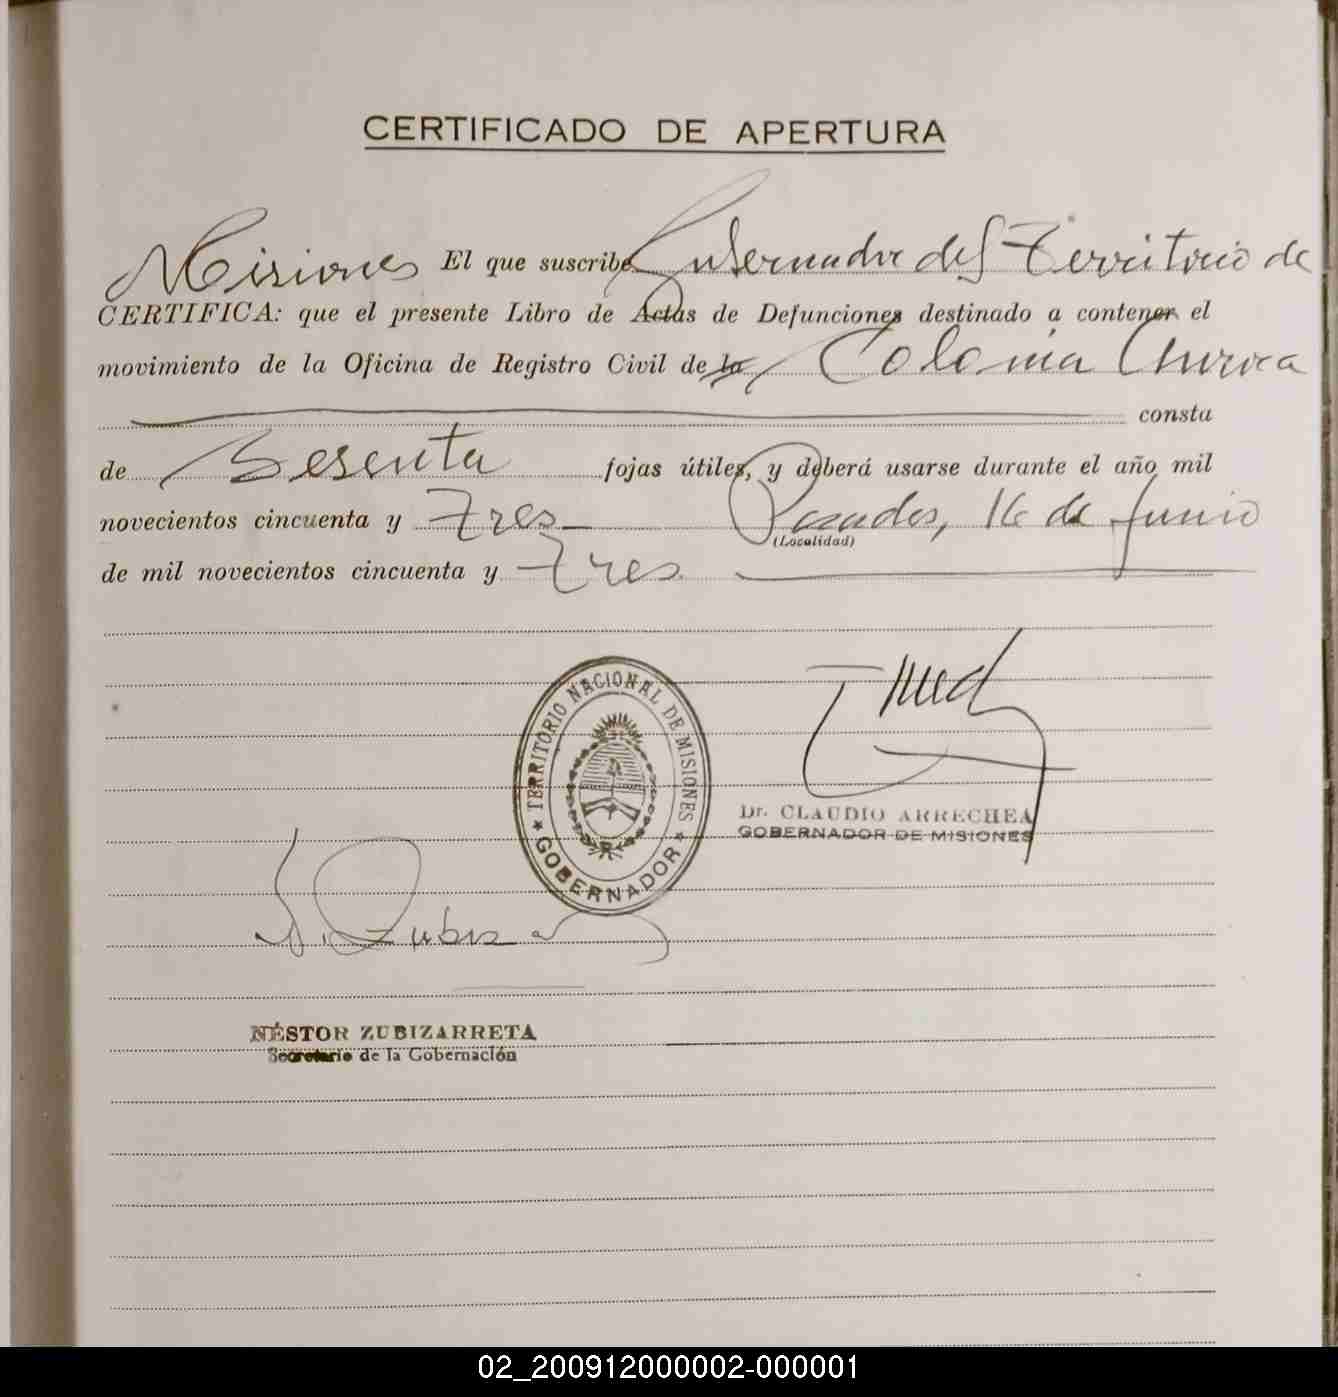 CERTIFICADO DE APERTURA
El que suscribe Gobernador del Territorio de
Misiones
CERTIFICA: que el presente Libro de Actas de Defunciones destinado a contener el
movimiento de la Oficina de Registro Civil de la Colonia
consta
de Sesenta fojas útiles, y deberá usarse durante el año mil
novecientos cincuenta y Tres Posadas, 16 de Junio
(Localidad)
de mil novecientos cincuenta y Tres
★ TERRITORIO NACIONAL DE MISIONES ★
GOBERNADOR
Dr. CLAUDIO ARRECHEA
GOBERNADOR DE MISIONES
NÉSTOR ZUBIZARRETA
Secretario de la Gobernación
02_200912000002-000001